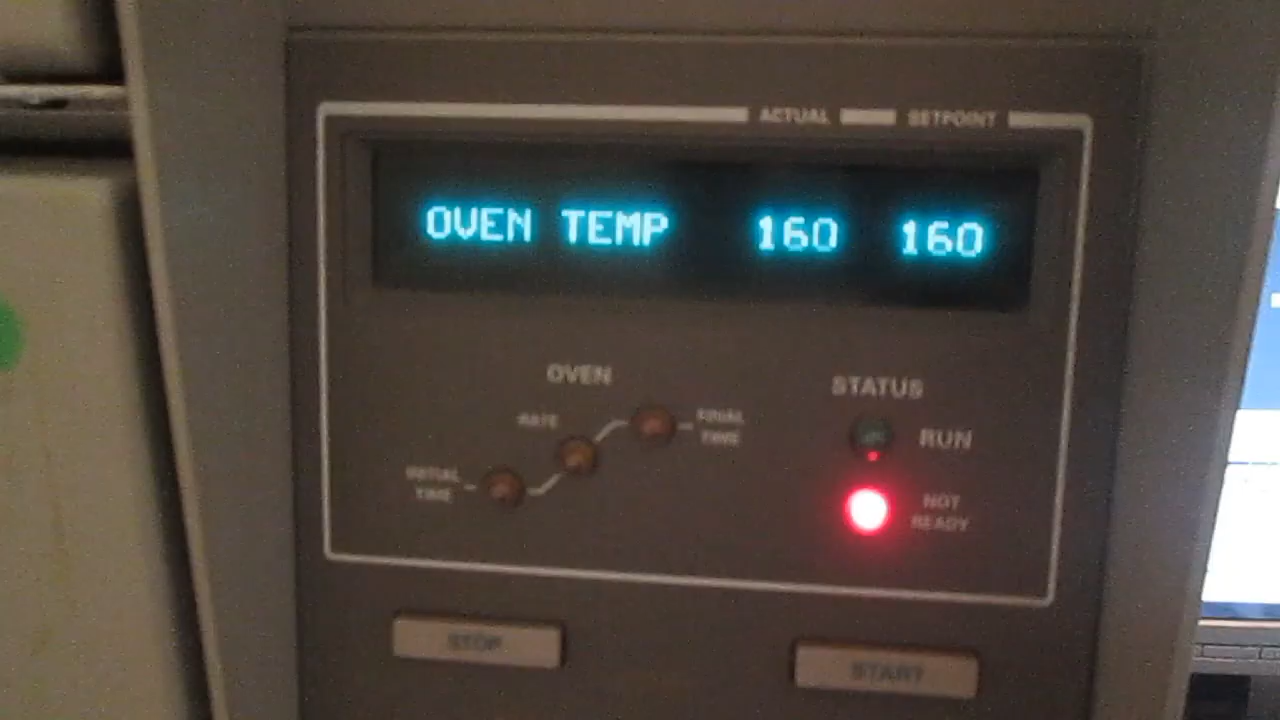 ACTUAL SETPOINT
OVEN TEMP 160 160
OVEN
STATUS
RATE
FINAL
TIME
RUN
INITIAL
TIME
NOT
READY
STOP
START